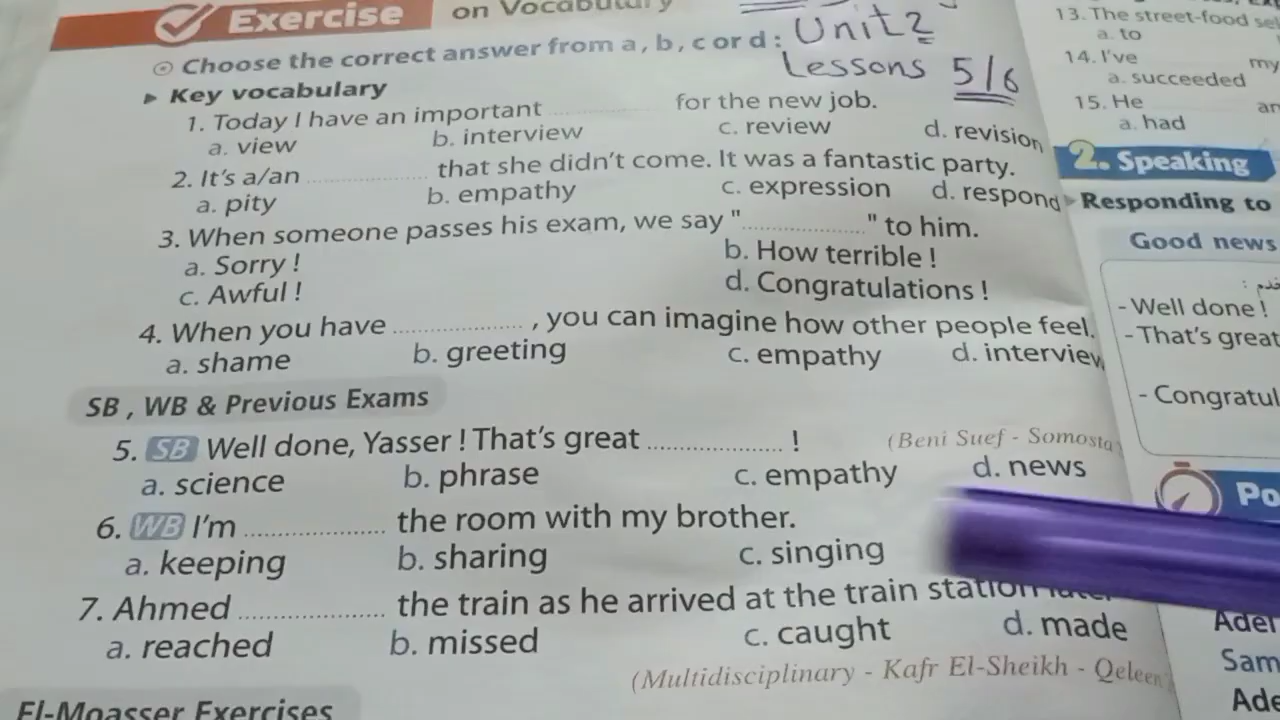 Exercise on Vocabulary
Choose the correct answer from a, b, c or d :
Unit 2
Lessons 5/6
Key vocabulary
1. Today I have an important .................. for the new job.
a. view b. interview c. review d. revision
2. It's a/an .................. that she didn't come. It was a fantastic party.
a. pity b. empathy c. expression d. respond
3. When someone passes his exam, we say ".................." to him.
a. Sorry ! b. How terrible !
c. Awful ! d. Congratulations !
4. When you have .................. , you can imagine how other people feel.
a. shame b. greeting c. empathy d. interview
SB , WB & Previous Exams
5. SB Well done, Yasser ! That's great .................. !
(Beni Suef - Somosta
a. science b. phrase c. empathy d. news
6. WB I'm .................. the room with my brother.
a. keeping b. sharing c. singing
7. Ahmed .................. the train as he arrived at the train station
a. reached b. missed c. caught d. made
(Multidisciplinary - Kafr El-Sheikh - Qeleen
El-Moasser Exercises
13. The street-food
a. to
14. I've my
a. succeeded
15. He
a. had
2. Speaking
Responding to
Good news
- Well done !
- That's great
- Congratul
Po
Ader
Sam
Ade